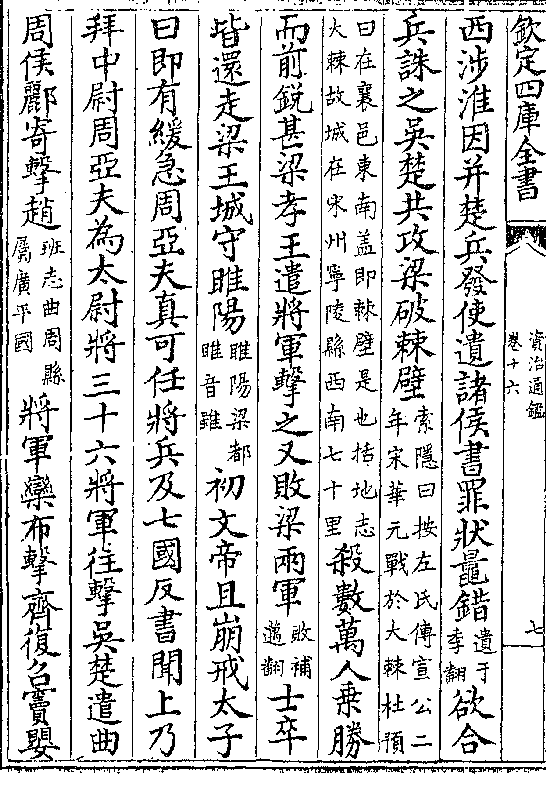 欽定四庫全書
資治通鑑
卷十六
七
西涉淮因并楚兵發使遺諸侯書罪狀鼂錯
遺于
季翻
欲合
兵誅之吳楚共攻梁破棘壁
索隱曰按左氏傳宣公二
年宋華元戰於大棘杜預
曰在襄邑東南盖即棘壁是也括地志
大棘故城在宋州寧陵縣西南七十里
殺數萬人乗勝
而前鋭甚梁孝王遣將軍擊之又敗梁兩軍
敗補
邁翻
士卒
皆還走梁王城守睢陽
睢陽梁都
睢音雖
初文帝且崩戒太子
曰即有緩急周亞夫真可任將兵及七國反書聞上乃
拜中尉周亞夫為太尉將三十六將軍往擊吳楚遣曲
周侯酈寄擊趙
班志曲周縣
屬廣平國
將軍欒布擊齊復召竇嬰